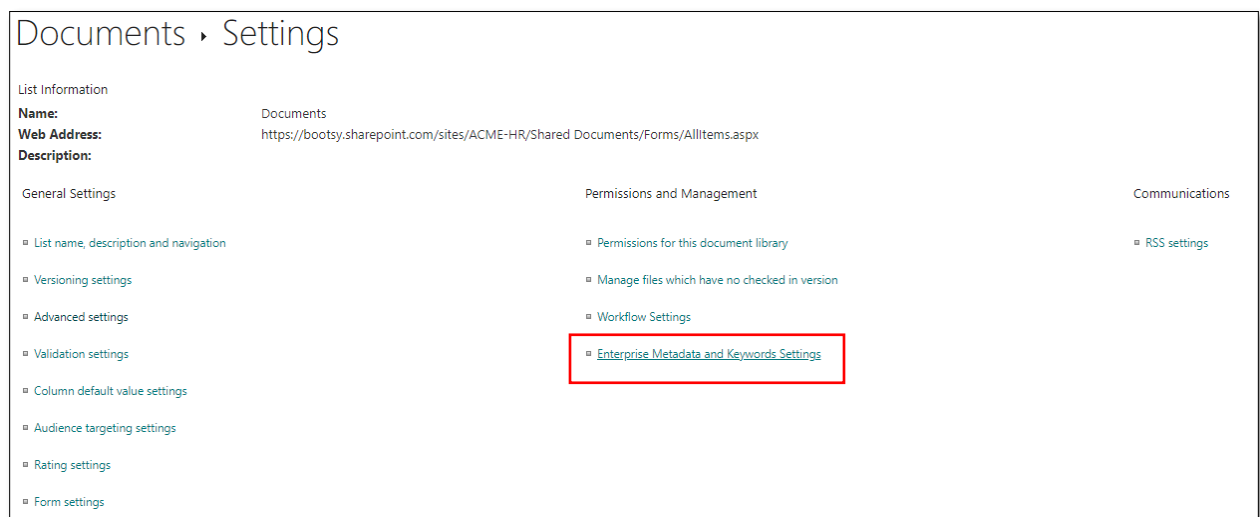 Documents ▸ Settings
List Information
Name: Documents
Web Address: https://bootsy.sharepoint.com/sites/ACME-HR/Shared Documents/Forms/AllItems.aspx
Description:
General Settings
List name, description and navigation
Versioning settings
Advanced settings
Validation settings
Column default value settings
Audience targeting settings
Rating settings
Form settings
Permissions and Management
Permissions for this document library
Manage files which have no checked in version
Workflow Settings
Enterprise Metadata and Keywords Settings
Communications
RSS settings